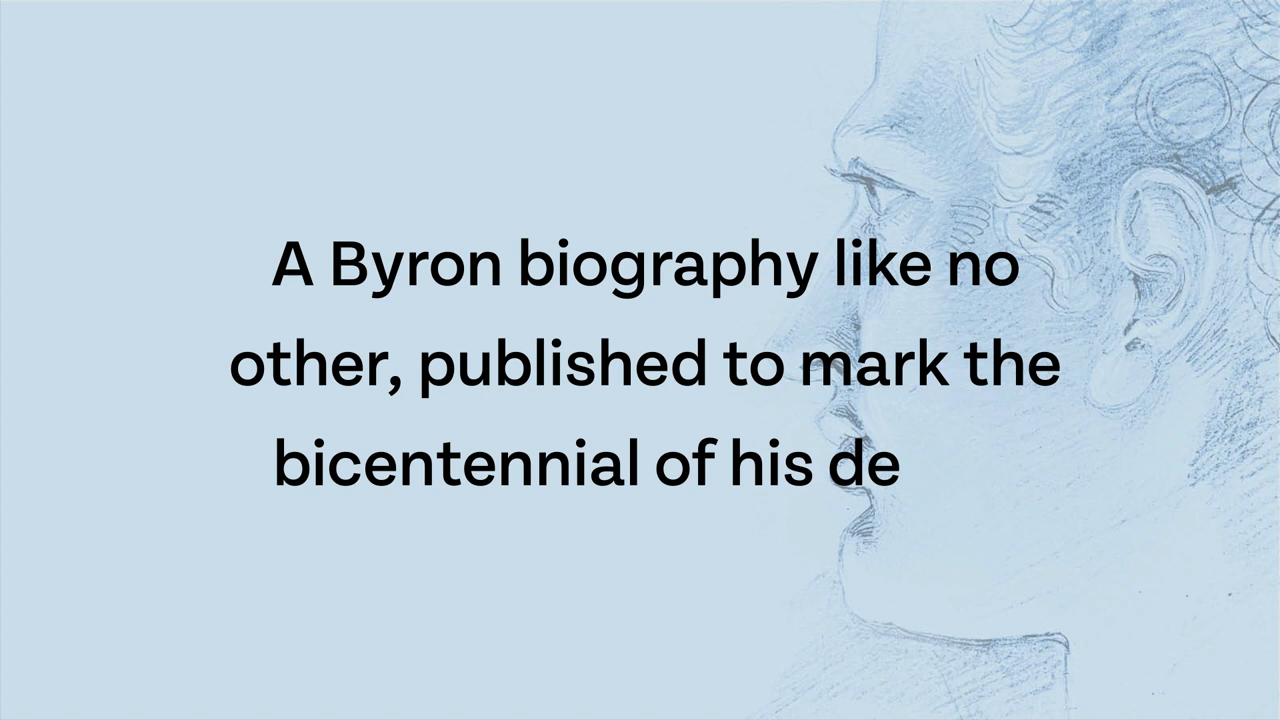 A Byron biography like no
other, published to mark the
bicentennial of his de